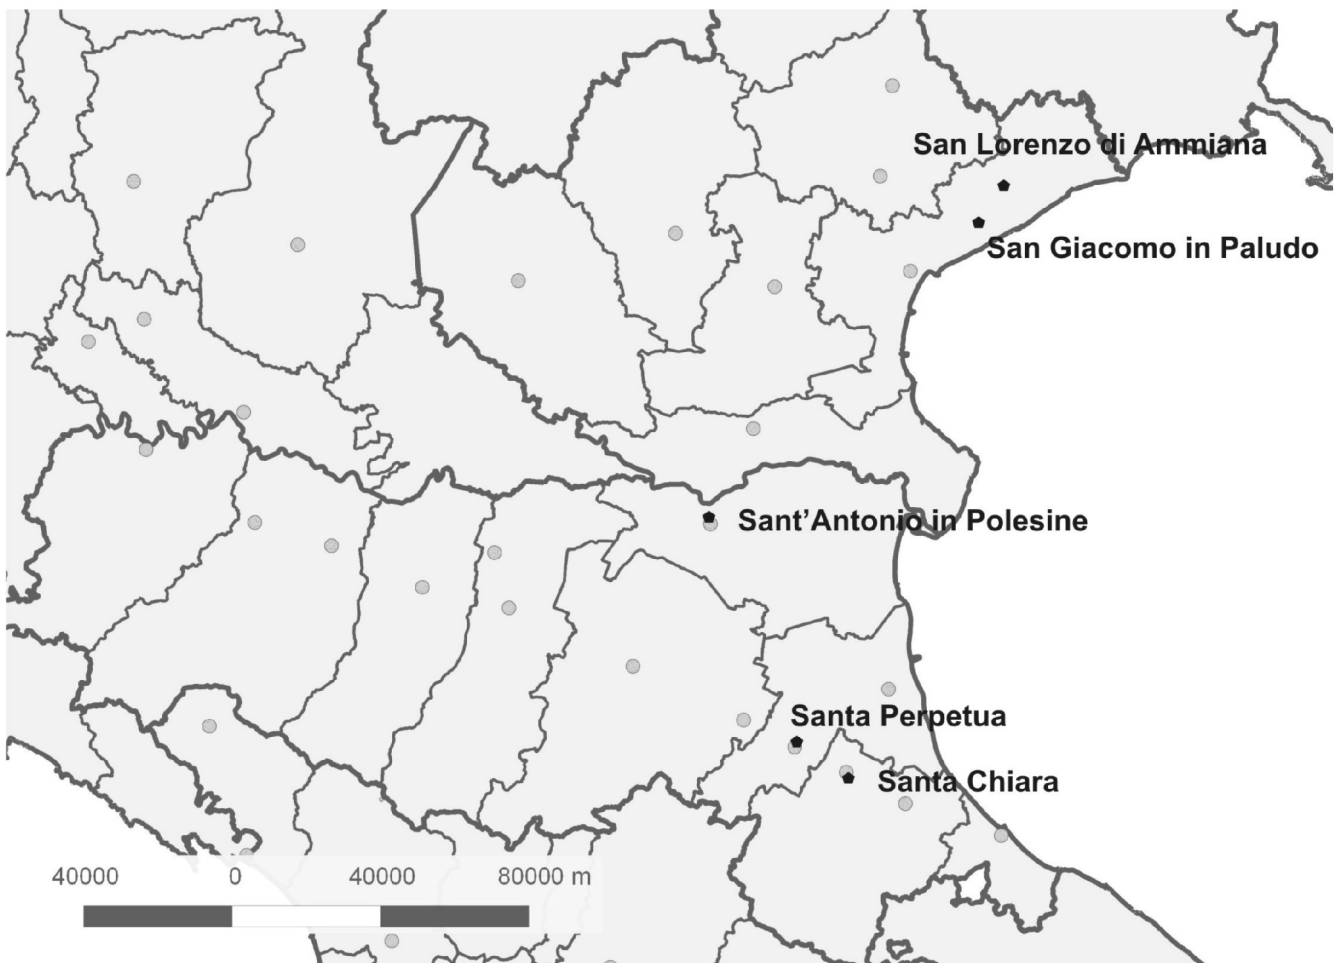 San Lorenzo di Ammiana
San Giacomo in Paludo
Sant’Antonio in Polesine
Santa Perpetua
Santa Chiara
40000 0 40000 80000 m